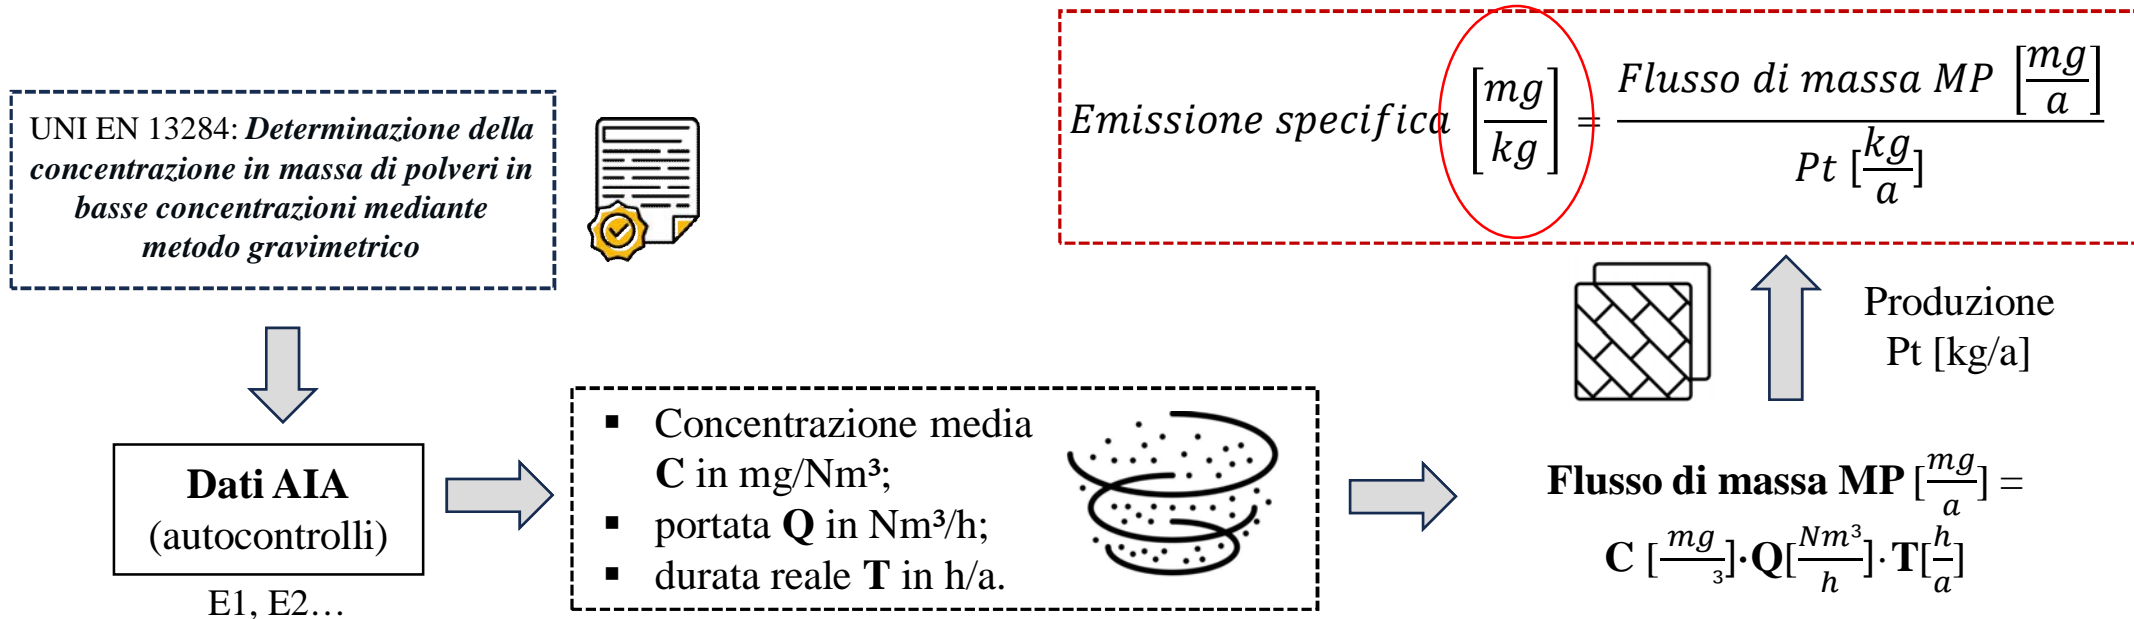 UNI EN 13284: Determinazione della
concentrazione in massa di polveri in
basse concentrazioni mediante
metodo gravimetrico
Emissione specifica [mg/kg] = Flusso di massa MP [mg/a] / Pt [kg/a]
Produzione
Pt [kg/a]
Dati AIA
(autocontrolli)
E1, E2…
▪ Concentrazione media
C in mg/Nm³;
▪ portata Q in Nm³/h;
▪ durata reale T in h/a.
Flusso di massa MP [mg/a] =
C [mg/³]·Q[Nm³/h]·T[h/a]